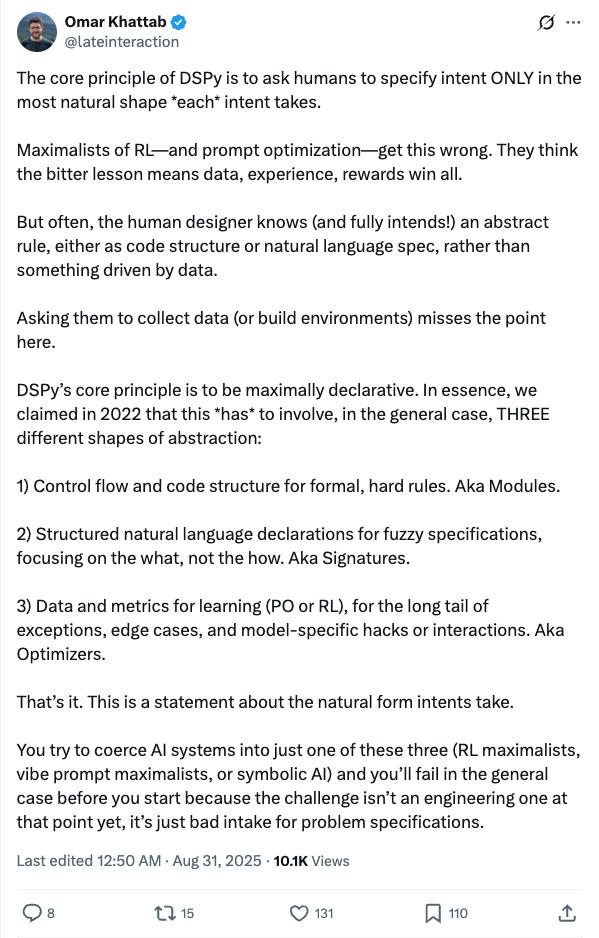 Omar Khattab
@lateinteraction
The core principle of DSPy is to ask humans to specify intent ONLY in the
most natural shape *each* intent takes.
Maximalists of RL—and prompt optimization—get this wrong. They think
the bitter lesson means data, experience, rewards win all.
But often, the human designer knows (and fully intends!) an abstract
rule, either as code structure or natural language spec, rather than
something driven by data.
Asking them to collect data (or build environments) misses the point
here.
DSPy’s core principle is to be maximally declarative. In essence, we
claimed in 2022 that this *has* to involve, in the general case, THREE
different shapes of abstraction:
1) Control flow and code structure for formal, hard rules. Aka Modules.
2) Structured natural language declarations for fuzzy specifications,
focusing on the what, not the how. Aka Signatures.
3) Data and metrics for learning (PO or RL), for the long tail of
exceptions, edge cases, and model-specific hacks or interactions. Aka
Optimizers.
That’s it. This is a statement about the natural form intents take.
You try to coerce AI systems into just one of these three (RL maximalists,
vibe prompt maximalists, or symbolic AI) and you’ll fail in the general
case before you start because the challenge isn’t an engineering one at
that point yet, it’s just bad intake for problem specifications.
Last edited 12:50 AM · Aug 31, 2025 · 10.1K Views
8 15 131 110